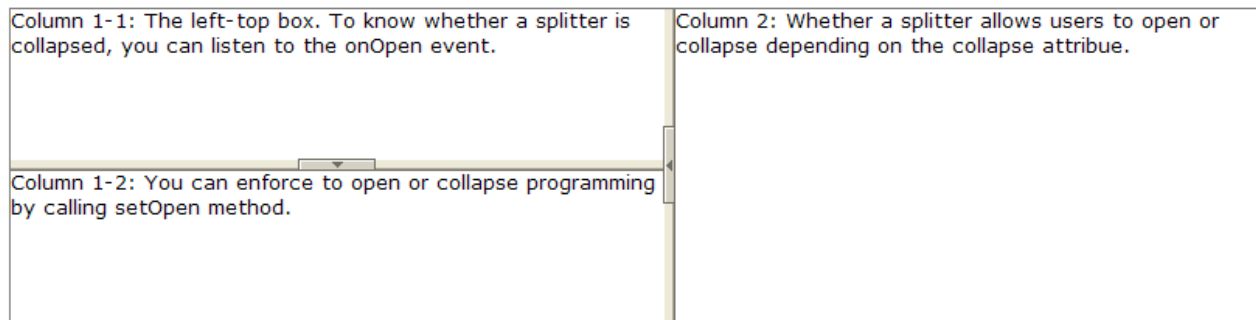 Column 1-1: The left-top box. To know whether a splitter is
collapsed, you can listen to the onOpen event.
Column 1-2: You can enforce to open or collapse programming
by calling setOpen method.
Column 2: Whether a splitter allows users to open or
collapse depending on the collapse attribue.